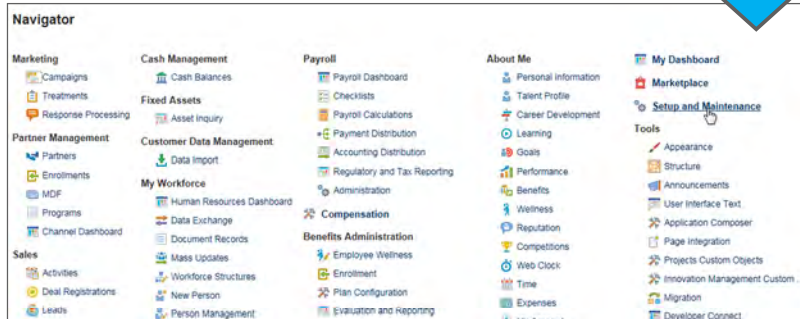 Navigator
Marketing
Campaigns
Treatments
Response Processing
Partner Management
Partners
Enrollments
MDF
Programs
Channel Dashboard
Sales
Activities
Deal Registrations
Leads
Cash Management
Cash Balances
Fixed Assets
Asset Inquiry
Customer Data Management
Data Import
My Workforce
Human Resources Dashboard
Data Exchange
Document Records
Mass Updates
Workforce Structures
New Person
Person Management
Payroll
Payroll Dashboard
Checklists
Payroll Calculations
Payment Distribution
Accounting Distribution
Regulatory and Tax Reporting
Administration
Compensation
Benefits Administration
Employee Wellness
Enrollment
Plan Configuration
Evaluation and Reporting
About Me
Personal Information
Talent Profile
Career Development
Learning
Goals
Performance
Benefits
Wellness
Reputation
Competitions
Web Clock
Time
Expenses
My Dashboard
Marketplace
Setup and Maintenance
Tools
Appearance
Structure
Announcements
User Interface Text
Application Composer
Page Integration
Projects Custom Objects
Innovation Management Custom ...
Migration
Developer Connect